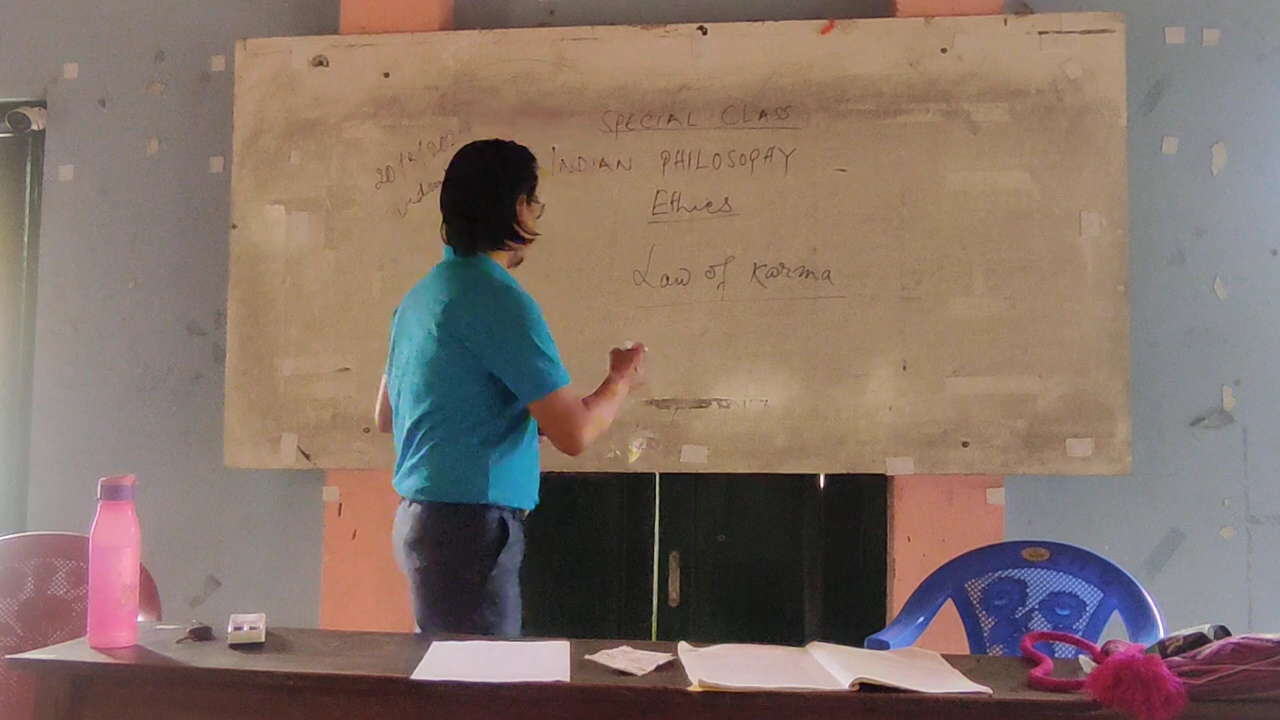 SPECIAL CLASS
INDIAN PHILOSOPHY -
Ethics
Law of Karma